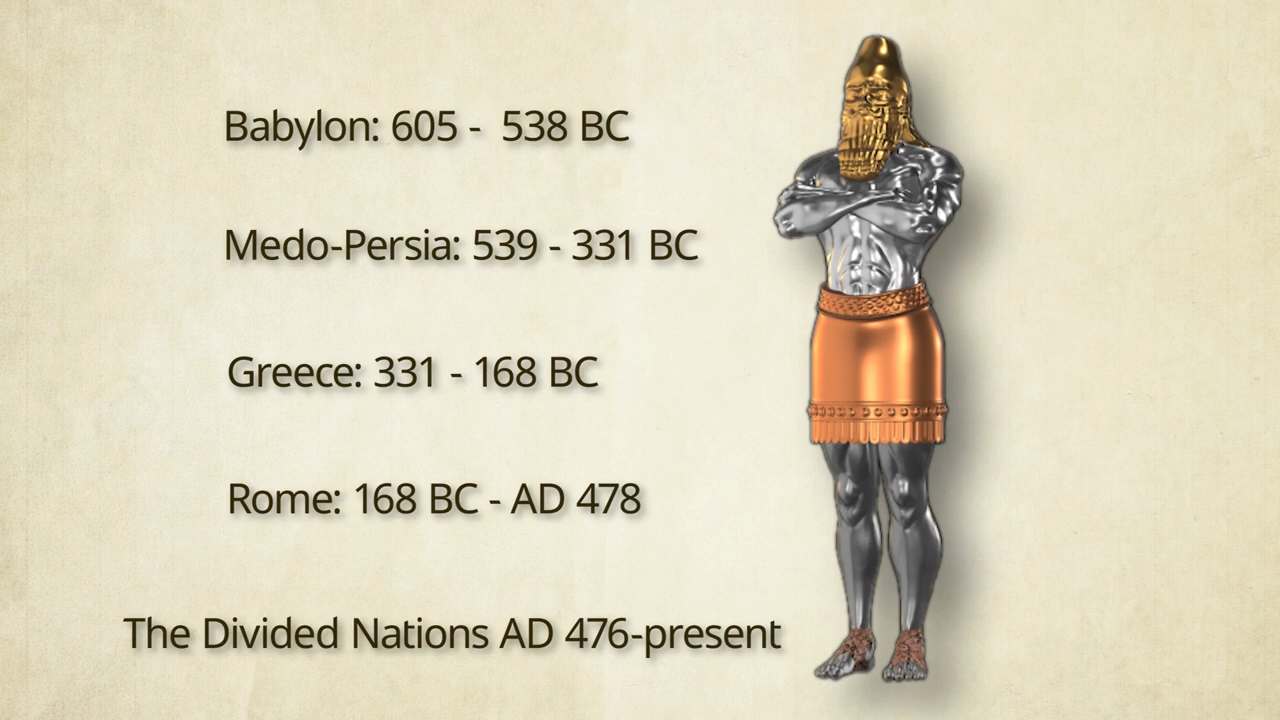 Babylon: 605 -  538 BC
Medo-Persia: 539 - 331 BC
Greece: 331 - 168 BC
Rome: 168 BC - AD 478
The Divided Nations AD 476-present